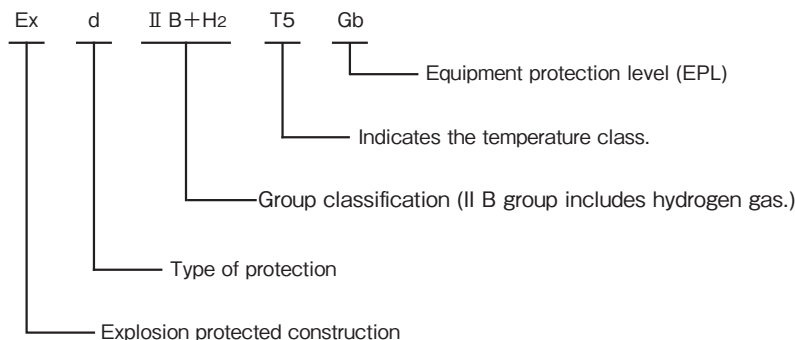 Ex d Ⅱ B＋H2 T5 Gb
Equipment protection level (EPL)
Indicates the temperature class.
Group classification (II B group includes hydrogen gas.)
Type of protection
Explosion protected construction